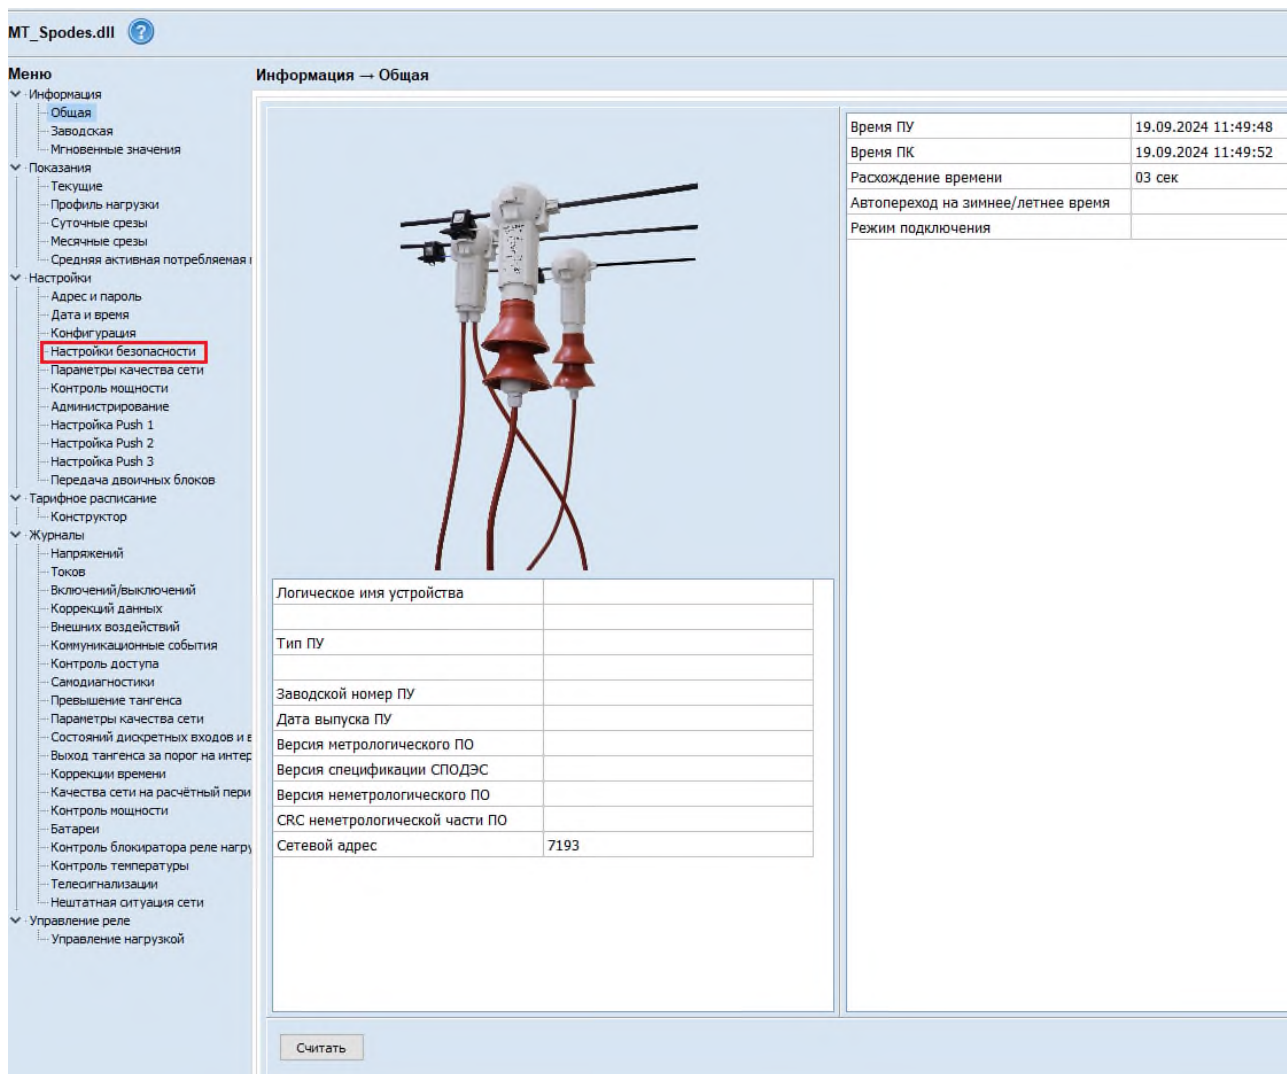 MT_Spodes.dll ?
Меню
Информация
Общая
Заводская
Мгновенные значения
Показания
Текущие
Профиль нагрузки
Суточные срезы
Месячные срезы
Средняя активная потребляемая
Настройки
Адрес и пароль
Дата и время
Конфигурация
Настройки безопасности
Параметры качества сети
Контроль мощности
Администрирование
Настройка Push 1
Настройка Push 2
Настройка Push 3
Передача двоичных блоков
Тарифное расписание
Конструктор
Журналы
Напряжений
Токов
Включений/выключений
Коррекций данных
Внешних воздействий
Коммуникационные события
Контроль доступа
Самодиагностики
Превышение тангенса
Параметры качества сети
Состояний дискретных входов и в
Выход тангенса за порог на интер
Коррекции времени
Качества сети на расчётный пери
Контроль мощности
Батареи
Контроль блокиратора реле нагру
Контроль температуры
Телесигнализации
Нештатная ситуация сети
Управление реле
Управление нагрузкой
Информация → Общая
Логическое имя устройства
Тип ПУ
Заводской номер ПУ
Дата выпуска ПУ
Версия метрологического ПО
Версия спецификации СПОДЭС
Версия неметрологического ПО
CRC неметрологической части ПО
Сетевой адрес 7193
Считать
Время ПУ 19.09.2024 11:49:48
Время ПК 19.09.2024 11:49:52
Расхождение времени 03 сек
Автопереход на зимнее/летнее время
Режим подключения